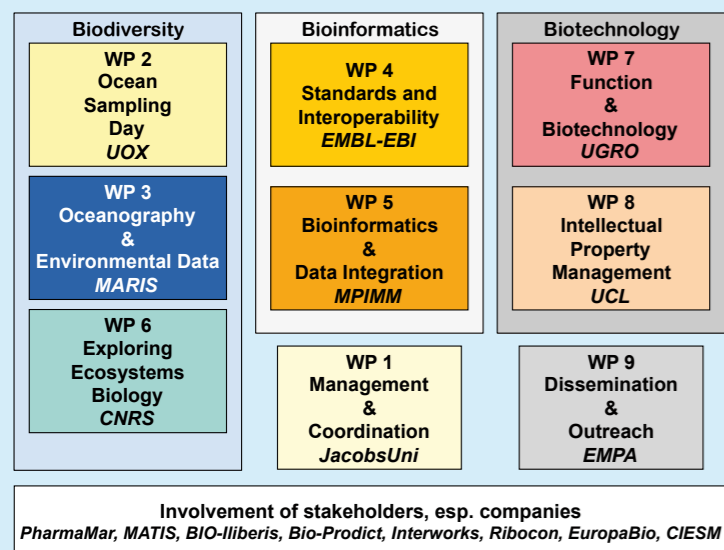 Biodiversity
WP 2
Ocean
Sampling
Day
UOX
WP 3
Oceanography
&
Environmental Data
MARIS
WP 6
Exploring
Ecosystems
Biology
CNRS
Bioinformatics
WP 4
Standards and
Interoperability
EMBL-EBI
WP 5
Bioinformatics
&
Data Integration
MPIMM
Biotechnology
WP 7
Function
&
Biotechnology
UGRO
WP 8
Intellectual
Property
Management
UCL
WP 1
Management
&
Coordination
JacobsUni
WP 9
Dissemination
&
Outreach
EMPA
Involvement of stakeholders, esp. companies
PharmaMar, MATIS, BIO-Iliberis, Bio-Prodict, Interworks, Ribocon, EuropaBio, CIESM